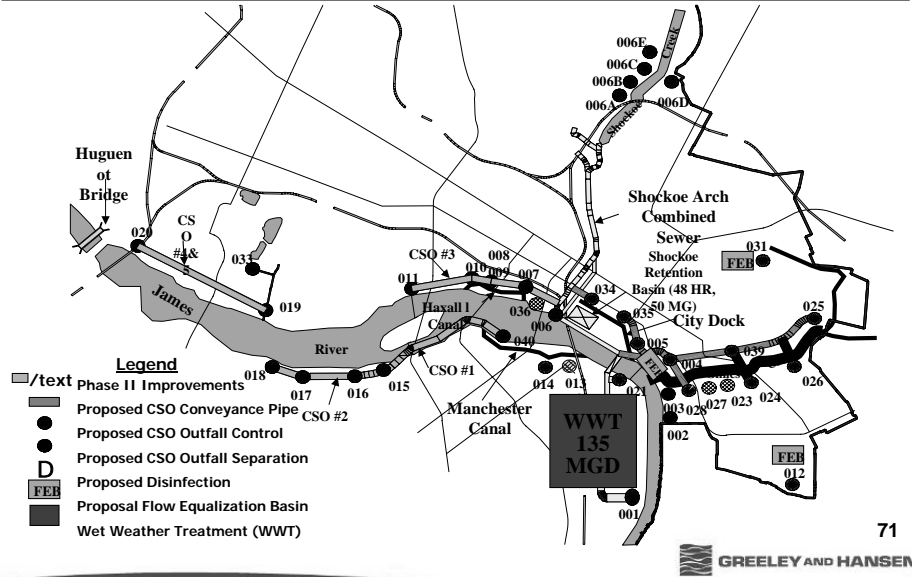 006E
006C
006B
006A
006D
Creek
Shockoe
Huguen
ot
Bridge
020
CS
O
#4&
5
033
019
James
River
CSO #3
011
010
008
009
007
Haxall l
Canal
036
006
034
Shockoe Arch
Combined
Sewer
Shockoe
Retention
Basin (48 HR,
50 MG)
City Dock
035
005
FEB
031
025
004
039
026
024
023
027
028
003
002
021
013
014
040
CSO #1
Manchester
Canal
018
017
CSO #2
016
015
WWT
135
MGD
001
FEB
012
FEB
Legend
/text Phase II Improvements
Proposed CSO Conveyance Pipe
Proposed CSO Outfall Control
Proposed CSO Outfall Separation
D
Proposed Disinfection
FEB
Proposal Flow Equalization Basin
Wet Weather Treatment (WWT)
71
GREELEY AND HANSEN